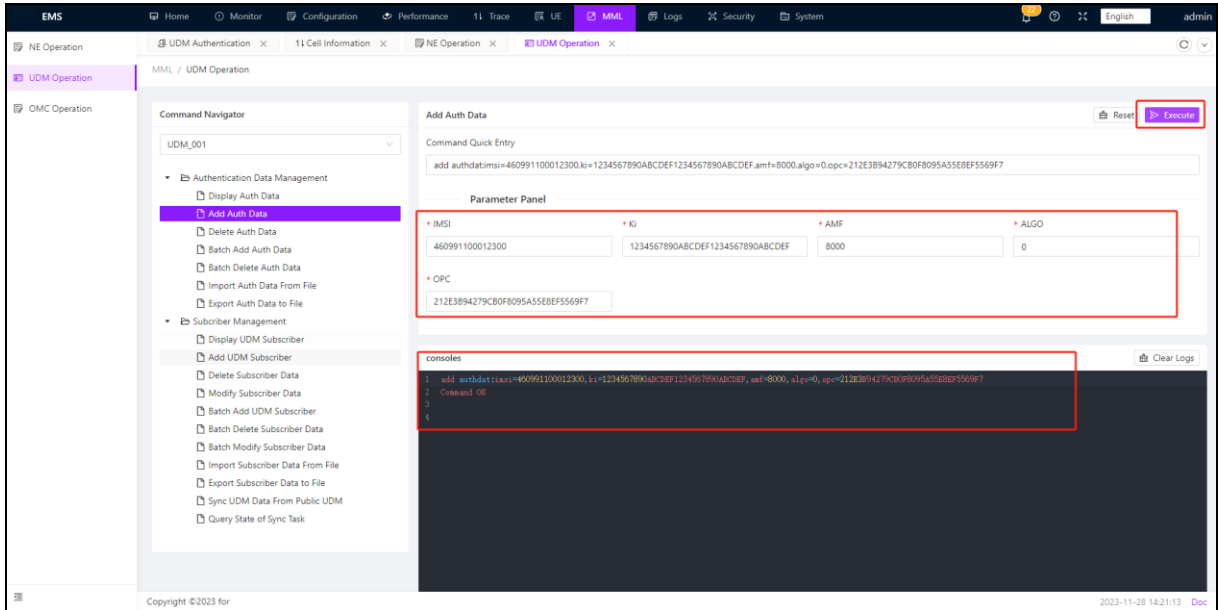 EMS Home Monitor Configuration Performance Trace UE MML Logs Security System 22 English admin
NE Operation
UDM Operation
OMC Operation
UDM Authentication Cell Information NE Operation UDM Operation
MML / UDM Operation
Command Navigator
UDM_001
Authentication Data Management
Display Auth Data
Add Auth Data
Delete Auth Data
Batch Add Auth Data
Batch Delete Auth Data
Import Auth Data From File
Export Auth Data to File
Subcriber Management
Display UDM Subscriber
Add UDM Subscriber
Delete Subscriber Data
Modify Subscriber Data
Batch Add UDM Subscriber
Batch Delete Subscriber Data
Batch Modify Subscriber Data
Import Subscriber Data From File
Export Subscriber Data to File
Sync UDM Data From Public UDM
Query State of Sync Task
Add Auth Data Reset Execute
Command Quick Entry
add authdat:imsi=460991100012300,ki=1234567890ABCDEF1234567890ABCDEF,amf=8000,algo=0,opc=212E3B94279CB0F8095A55E8EF5569F7
Parameter Panel
* IMSI * Ki * AMF * ALGO
460991100012300 1234567890ABCDEF1234567890ABCDEF 8000 0
* OPC
212E3B94279CB0F8095A55E8EF5569F7
consoles Clear Logs
1 add authdat:imsi=460991100012300,ki=1234567890ABCDEF1234567890ABCDEF,amf=8000,algo=0,opc=212E3B94279CB0F8095A55E8EF5569F7
2 Command OK
3
4
Copyright ©2023 for 2023-11-28 14:21:13 Doc